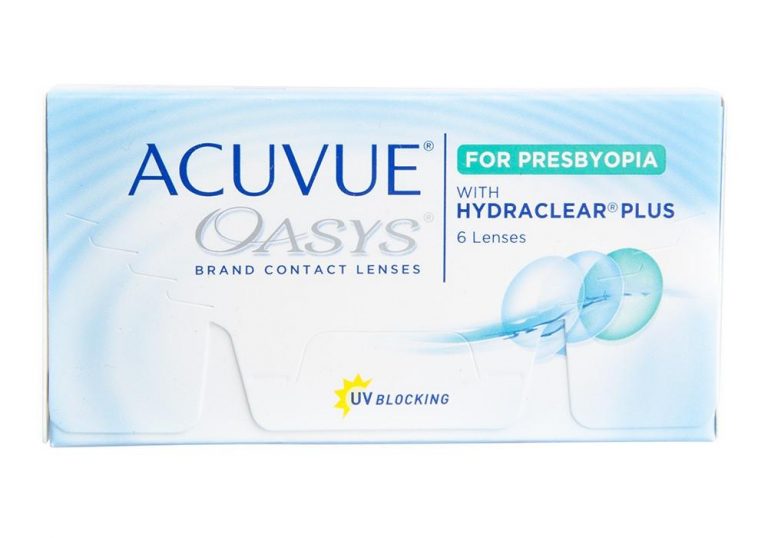 ACUVUE®
OASYS®
BRAND CONTACT LENSES
FOR PRESBYOPIA
WITH
HYDRACLEAR® PLUS
6 Lenses
UV BLOCKING